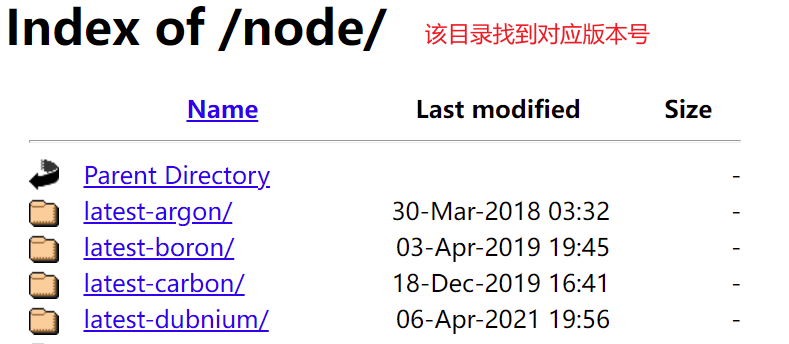 Index of /node/ 该目录找到对应版本号
Name Last modified Size
Parent Directory -
latest-argon/ 30-Mar-2018 03:32 -
latest-boron/ 03-Apr-2019 19:45 -
latest-carbon/ 18-Dec-2019 16:41 -
latest-dubnium/ 06-Apr-2021 19:56 -